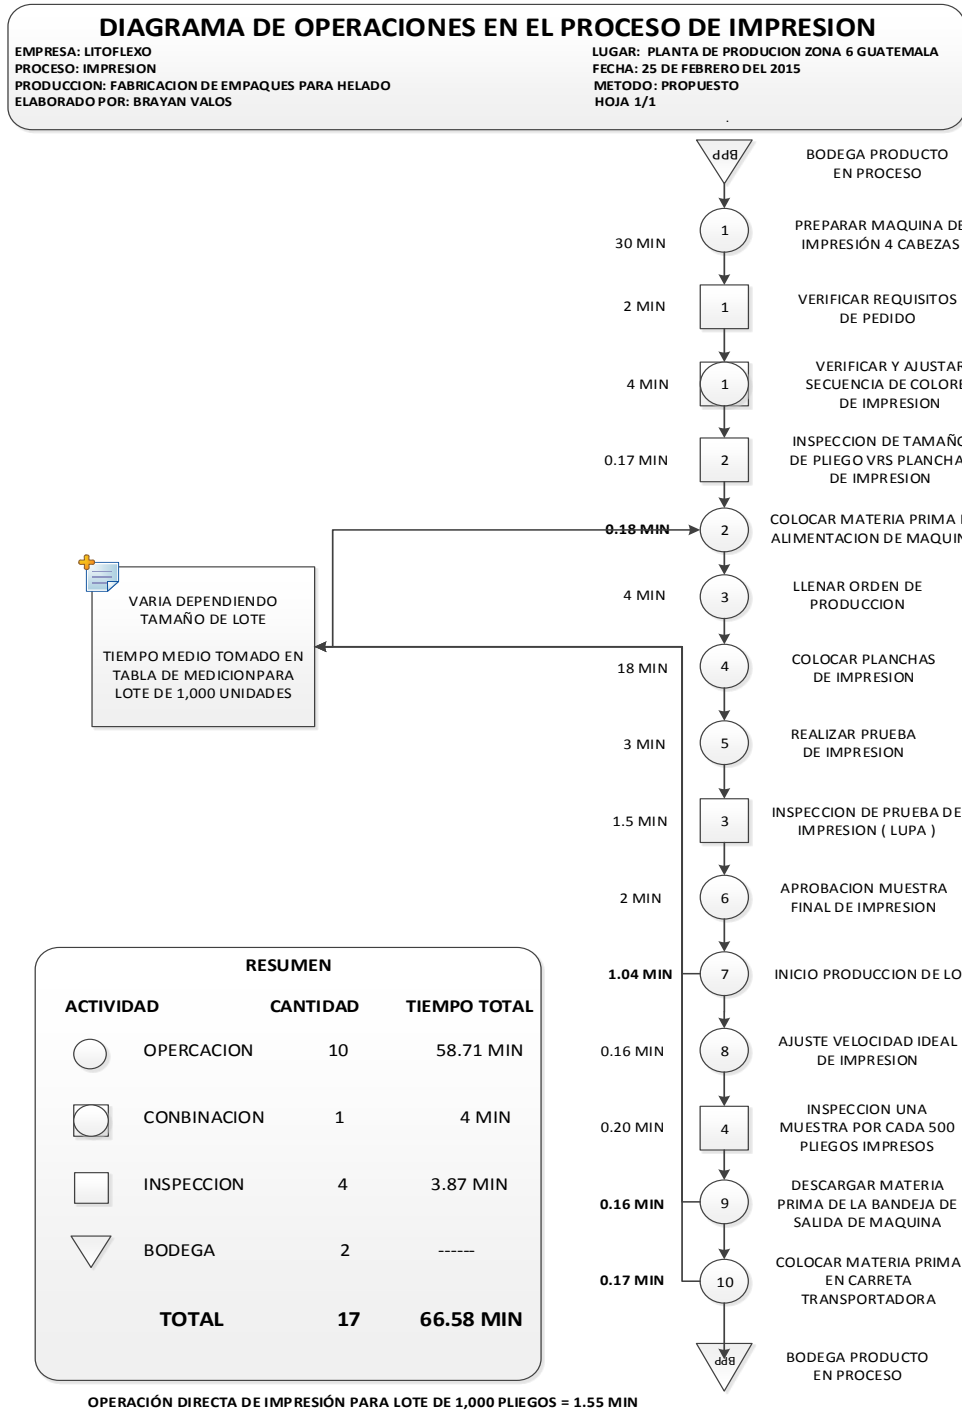 DIAGRAMA DE OPERACIONES EN EL PROCESO DE IMPRESION
EMPRESA: LITOFLEXO
PROCESO: IMPRESION
PRODUCCION: FABRICACION DE EMPAQUES PARA HELADO
ELABORADO POR: BRAYAN VALOS
LUGAR: PLANTA DE PRODUCION ZONA 6 GUATEMALA
FECHA: 25 DE FEBRERO DEL 2015
METODO: PROPUESTO
HOJA 1/1
BPP
BODEGA PRODUCTO
EN PROCESO
30 MIN
1
PREPARAR MAQUINA DE
IMPRESIÓN 4 CABEZAS
2 MIN
1
VERIFICAR REQUISITOS
DE PEDIDO
4 MIN
1
VERIFICAR Y AJUSTAR
SECUENCIA DE COLORE
DE IMPRESION
0.17 MIN
2
INSPECCION DE TAMAÑO
DE PLIEGO VRS PLANCHA
DE IMPRESION
0.18 MIN
2
COLOCAR MATERIA PRIMA
ALIMENTACION DE MAQUIN
VARIA DEPENDIENDO
TAMAÑO DE LOTE
TIEMPO MEDIO TOMADO EN
TABLA DE MEDICIONPARA
LOTE DE 1,000 UNIDADES
4 MIN
3
LLENAR ORDEN DE
PRODUCCION
18 MIN
4
COLOCAR PLANCHAS
DE IMPRESION
3 MIN
5
REALIZAR PRUEBA
DE IMPRESION
1.5 MIN
3
INSPECCION DE PRUEBA DE
IMPRESION ( LUPA )
2 MIN
6
APROBACION MUESTRA
FINAL DE IMPRESION
1.04 MIN
7
INICIO PRODUCCION DE LO
0.16 MIN
8
AJUSTE VELOCIDAD IDEAL
DE IMPRESION
0.20 MIN
4
INSPECCION UNA
MUESTRA POR CADA 500
PLIEGOS IMPRESOS
0.16 MIN
9
DESCARGAR MATERIA
PRIMA DE LA BANDEJA DE
SALIDA DE MAQUINA
0.17 MIN
10
COLOCAR MATERIA PRIMA
EN CARRETA
TRANSPORTADORA
BPP
BODEGA PRODUCTO
EN PROCESO
RESUMEN
ACTIVIDAD CANTIDAD TIEMPO TOTAL
OPERCACION 10 58.71 MIN
CONBINACION 1 4 MIN
INSPECCION 4 3.87 MIN
BODEGA 2 ------
TOTAL 17 66.58 MIN
OPERACIÓN DIRECTA DE IMPRESIÓN PARA LOTE DE 1,000 PLIEGOS = 1.55 MIN